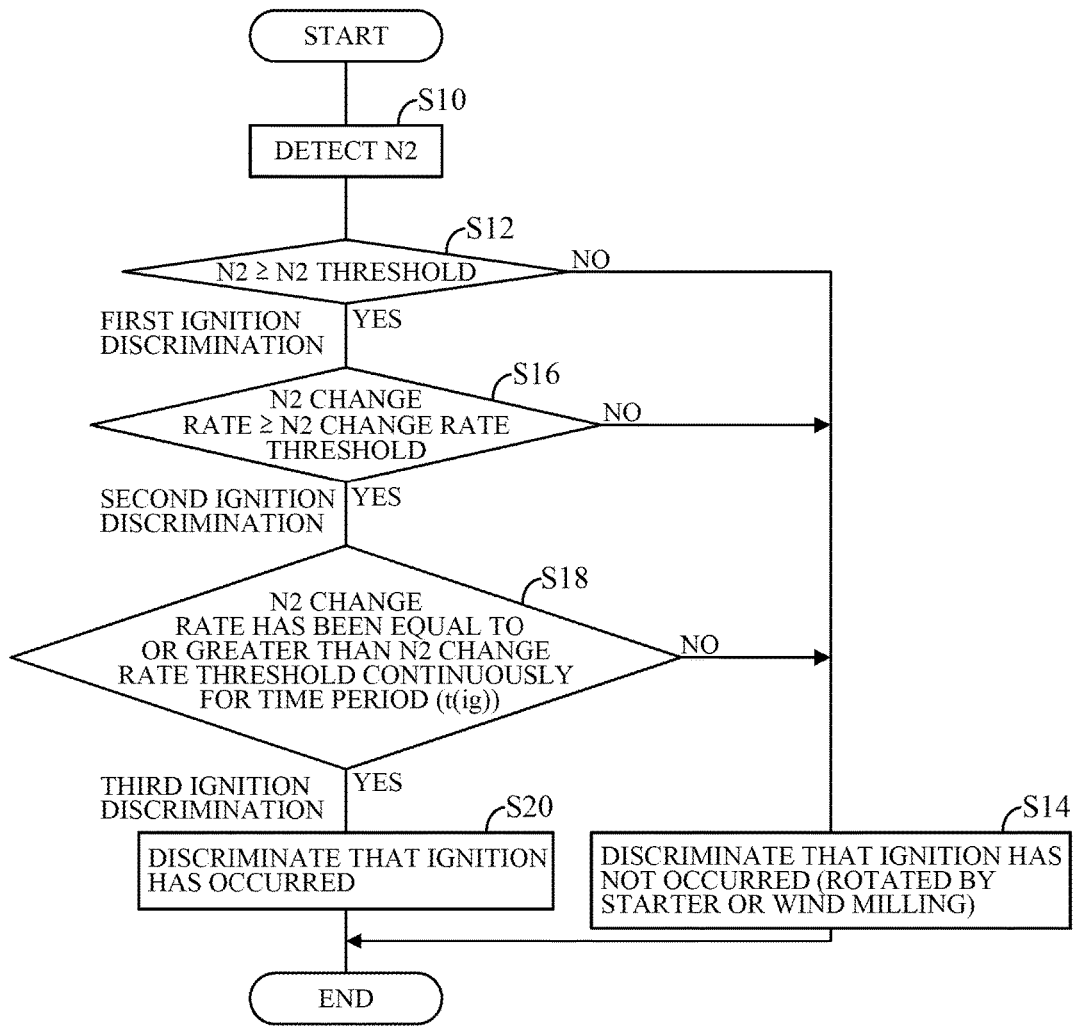 START
S10
DETECT N2
S12
N2 ≧ N2 THRESHOLD
NO
YES
FIRST IGNITION
DISCRIMINATION
S16
N2 CHANGE
RATE ≧ N2 CHANGE RATE
THRESHOLD
NO
YES
SECOND IGNITION
DISCRIMINATION
S18
N2 CHANGE
RATE HAS BEEN EQUAL TO
OR GREATER THAN N2 CHANGE
RATE THRESHOLD CONTINUOUSLY
FOR TIME PERIOD (t(ig))
NO
YES
THIRD IGNITION
DISCRIMINATION
S20
DISCRIMINATE THAT IGNITION
HAS OCCURRED
S14
DISCRIMINATE THAT IGNITION HAS
NOT OCCURRED (ROTATED BY
STARTER OR WIND MILLING)
END